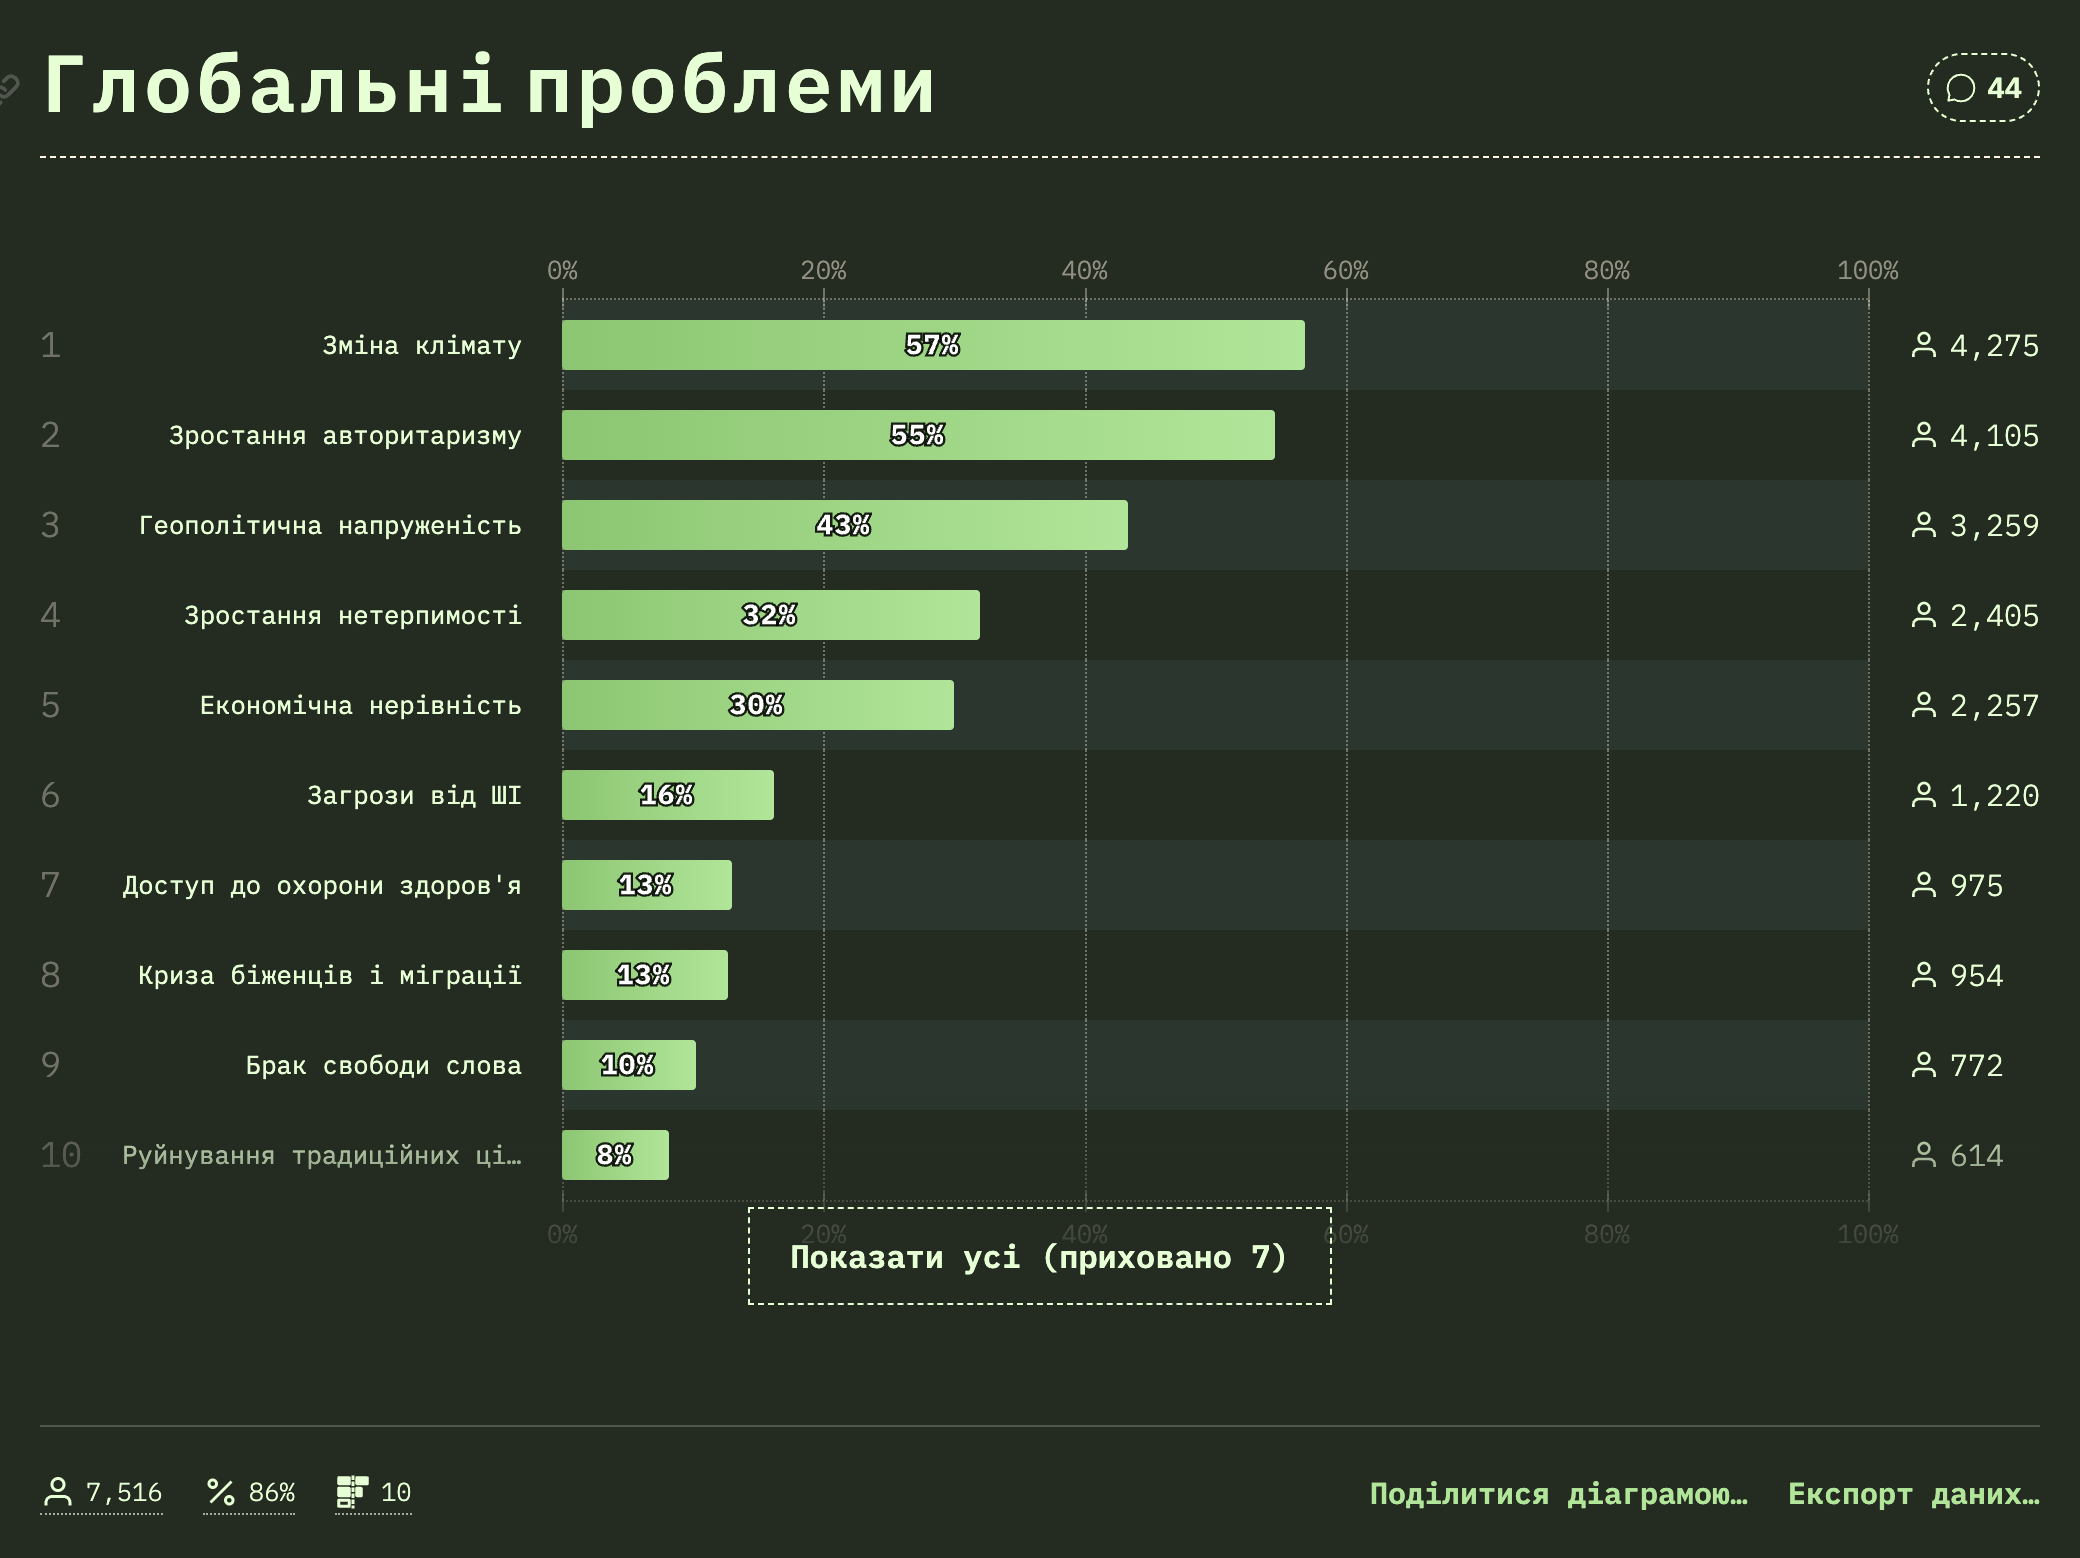 Глобальні проблеми
44
0% 20% 40% 60% 80% 100%
1 Зміна клімату 57% 4,275
2 Зростання авторитаризму 55% 4,105
3 Геополітична напруженість 43% 3,259
4 Зростання нетерпимості 32% 2,405
5 Економічна нерівність 30% 2,257
6 Загрози від ШІ 16% 1,220
7 Доступ до охорони здоров'я 13% 975
8 Криза біженців і міграції 13% 954
9 Брак свободи слова 10% 772
10 Руйнування традиційних ці… 8% 614
0% 20% 40% 60% 80% 100%
Показати усі (приховано 7)
7,516 86% 10 Поділитися діаграмою… Експорт даних…